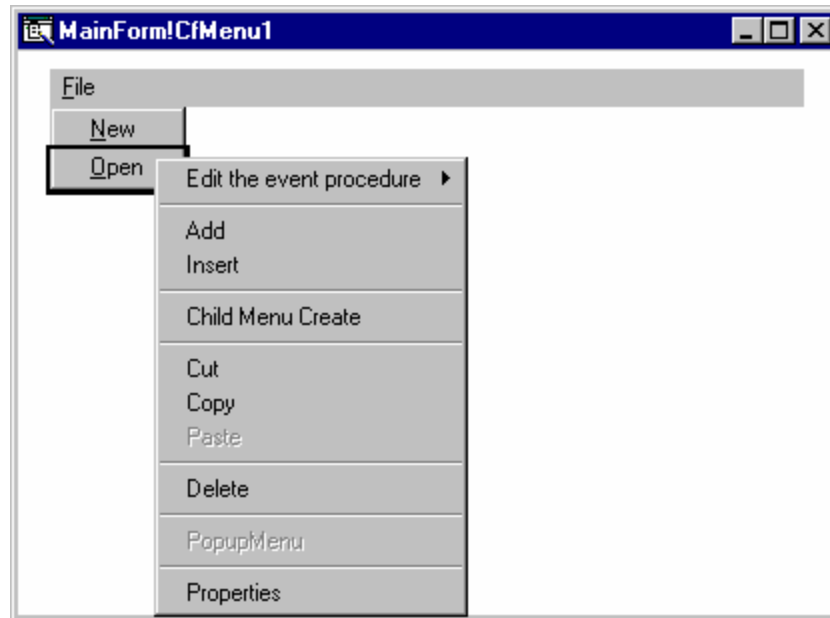 MainForm!CfMenu1
File
New
Open
Edit the event procedure
Add
Insert
Child Menu Create
Cut
Copy
Paste
Delete
PopupMenu
Properties